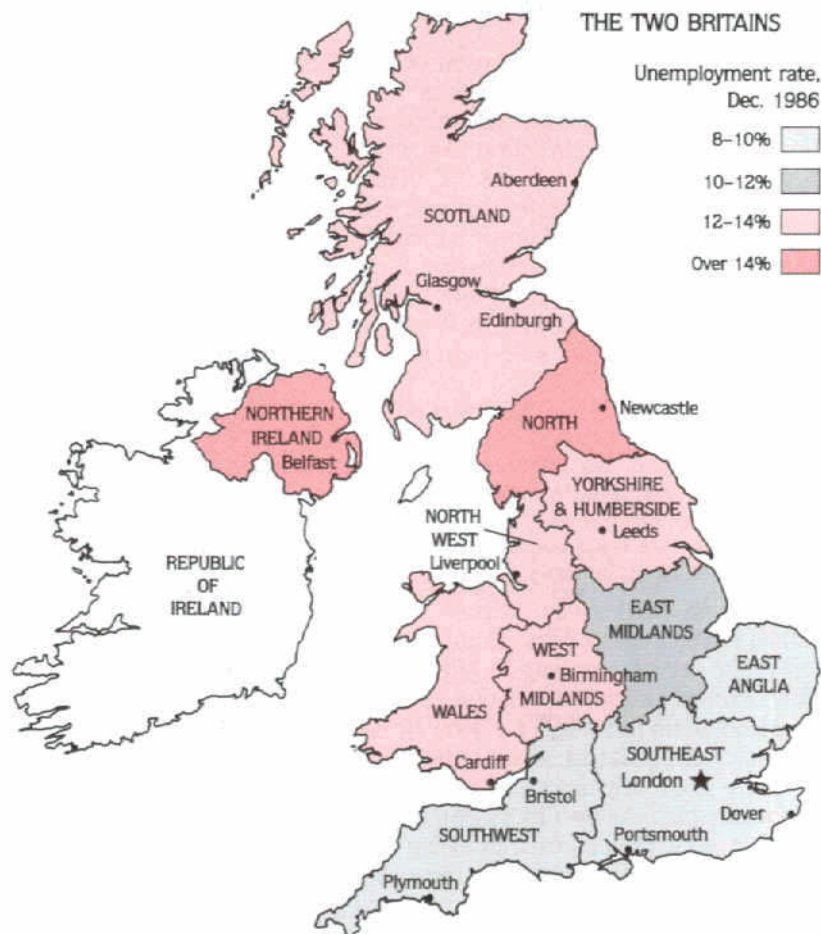 THE TWO BRITAINS
Unemployment rate,
Dec. 1986
8–10%
10–12%
12–14%
Over 14%
Aberdeen
SCOTLAND
Glasgow
Edinburgh
NORTHERN
IRELAND
Belfast
NORTH
Newcastle
YORKSHIRE
& HUMBERSIDE
Leeds
NORTH
WEST
Liverpool
REPUBLIC
OF
IRELAND
EAST
MIDLANDS
WEST
Birmingham
MIDLANDS
EAST
ANGLIA
WALES
Cardiff
SOUTHEAST
London
Bristol
Dover
SOUTHWEST
Portsmouth
Plymouth